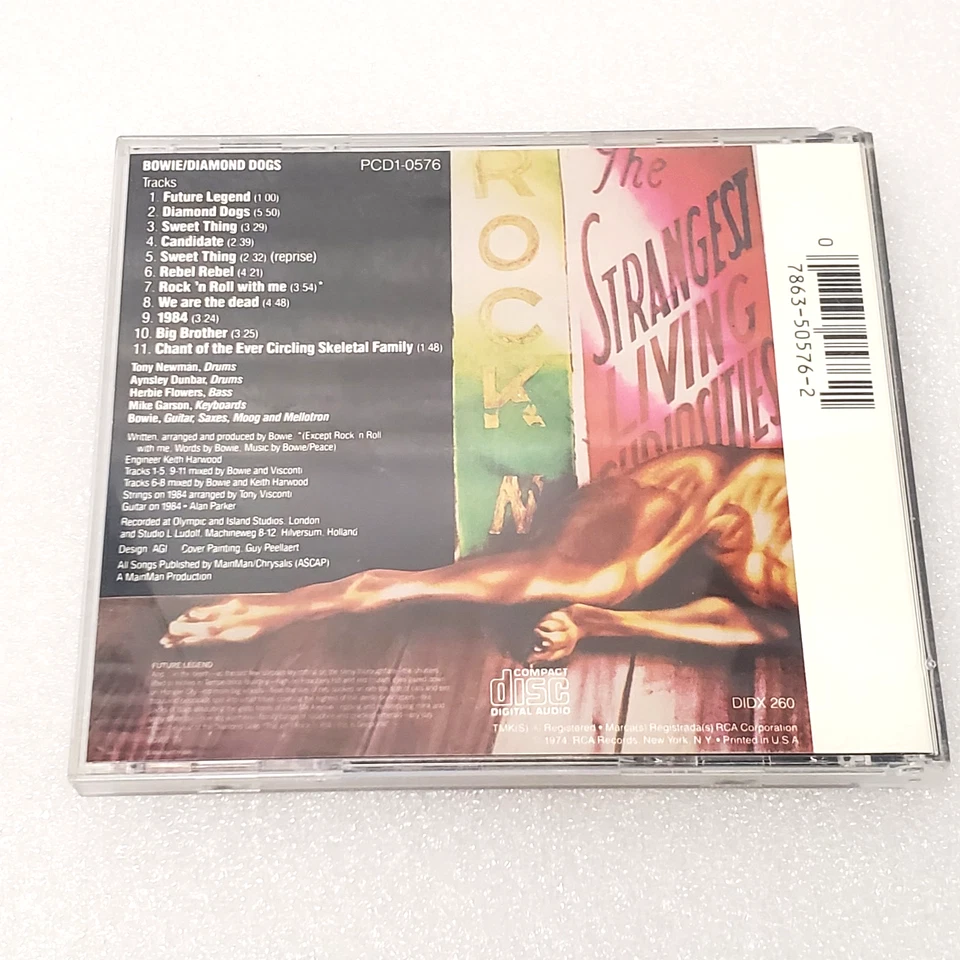 BOWIE/DIAMOND DOGS PCD1-0576
Tracks
1. Future Legend (1 00)
2. Diamond Dogs (5 50)
3. Sweet Thing (3 29)
4. Candidate (2.39)
5. Sweet Thing (2 32) (reprise)
6. Rebel Rebel (4 21)
7. Rock 'n Roll with me (3.54)*
8. We are the dead (4 48)
9. 1984 (3.24)
10. Big Brother (3.25)
11. Chant of the Ever Circling Skeletal Family (1 48)
Tony Newman, Drums
Aynsley Dunbar, Drums
Herbie Flowers, Bass
Mike Garson, Keyboards
Bowie, Guitar, Saxes, Moog and Mellotron
Written, arranged and produced by Bowie *(Except Rock 'n Roll
with me. Words by Bowie. Music by Bowie/Peace)
Engineer Keith Harwood
Tracks 1-5, 9-11 mixed by Bowie and Visconti
Tracks 6-8 mixed by Bowie and Keith Harwood
Strings on 1984 arranged by Tony Visconti
Guitar on 1984 - Alan Parker
Recorded at Olympic and Island Studios, London
and Studio L Ludolf, Machineweg 8-12, Hilversum, Holland
Design AGI Cover Painting, Guy Peellaert
All Songs Published by MainMan/Chrysalis (ASCAP)
A MainMan Production
ROCK N
The
STRANGEST
LIVING
CURIOSITIES
0
7863-50576-2
FUTURE LEGEND
COMPACT
disc
DIGITAL AUDIO
DIDX 260
TMK(S) ® Registered • Marca(s) Registrada(s) RCA Corporation
1974, RCA Records, New York, N.Y. • Printed in U.S.A.